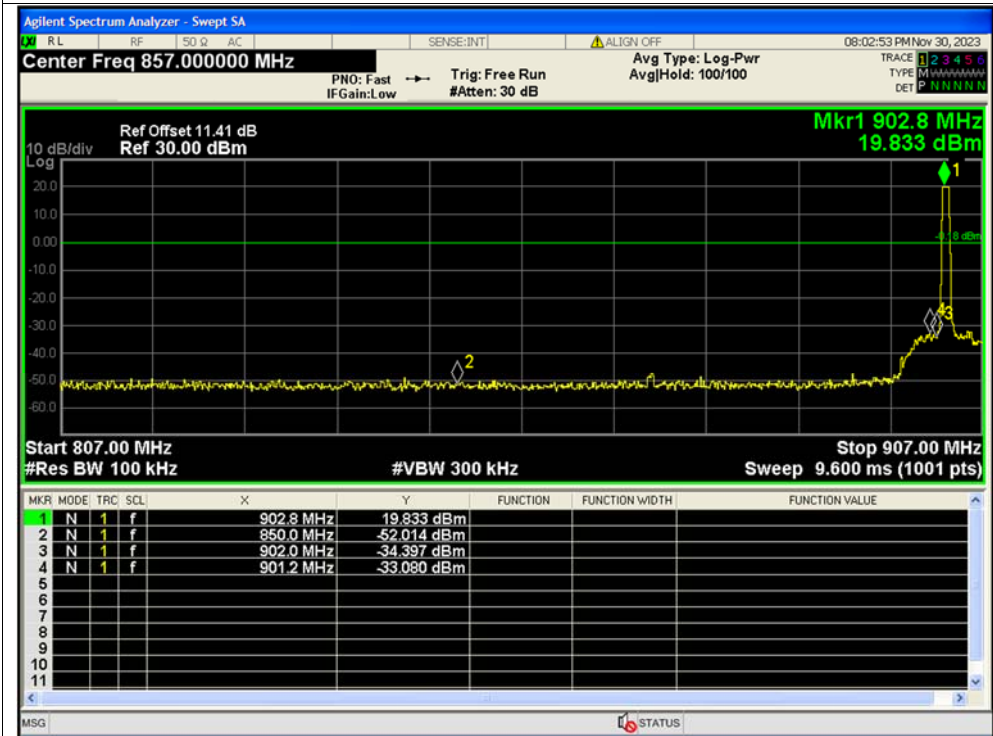 Agilent Spectrum Analyzer - Swept SA
RL RF 50 Ω AC SENSE:INT ALIGN OFF 08:02:53 PM Nov 30, 2023
Center Freq 857.000000 MHz
PNO: Fast
IFGain:Low
Trig: Free Run
#Atten: 30 dB
Avg Type: Log-Pwr
Avg|Hold: 100/100
TRACE 1 2 3 4 5 6
TYPE M
DET P N N N N N
Mkr1 902.8 MHz
19.833 dBm
Ref Offset 11.41 dB
10 dB/div Ref 30.00 dBm
Log
20.0
10.0
0.00
-10.0
-20.0
-30.0
-40.0
-50.0
-60.0
1
2
43
Start 807.00 MHz Stop 907.00 MHz
#Res BW 100 kHz #VBW 300 kHz Sweep 9.600 ms (1001 pts)
MKR MODE TRC SCL X Y FUNCTION FUNCTION WIDTH FUNCTION VALUE
1 N 1 f 902.8 MHz 19.833 dBm
2 N 1 f 850.0 MHz -52.014 dBm
3 N 1 f 902.0 MHz -34.397 dBm
4 N 1 f 901.2 MHz -33.080 dBm
5
6
7
8
9
10
11
MSG STATUS